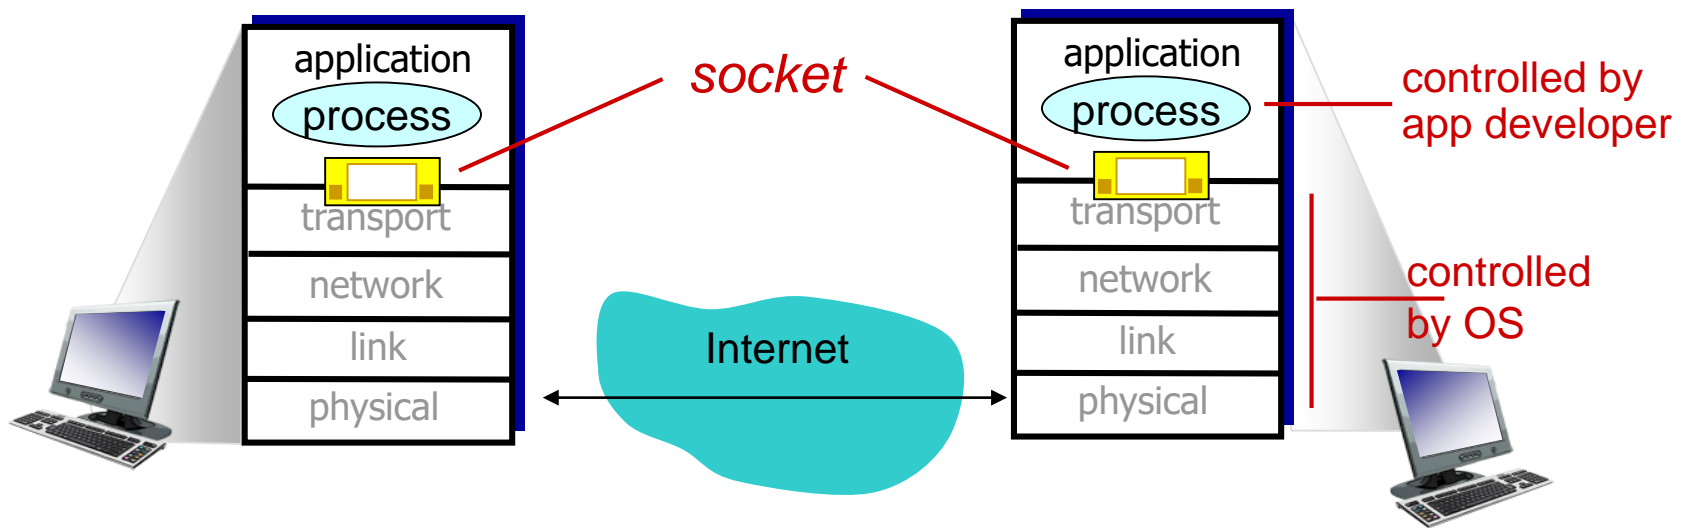 application
process
transport
network
link
physical
socket
Internet
application
process
transport
network
link
physical
controlled by
app developer
controlled
by OS